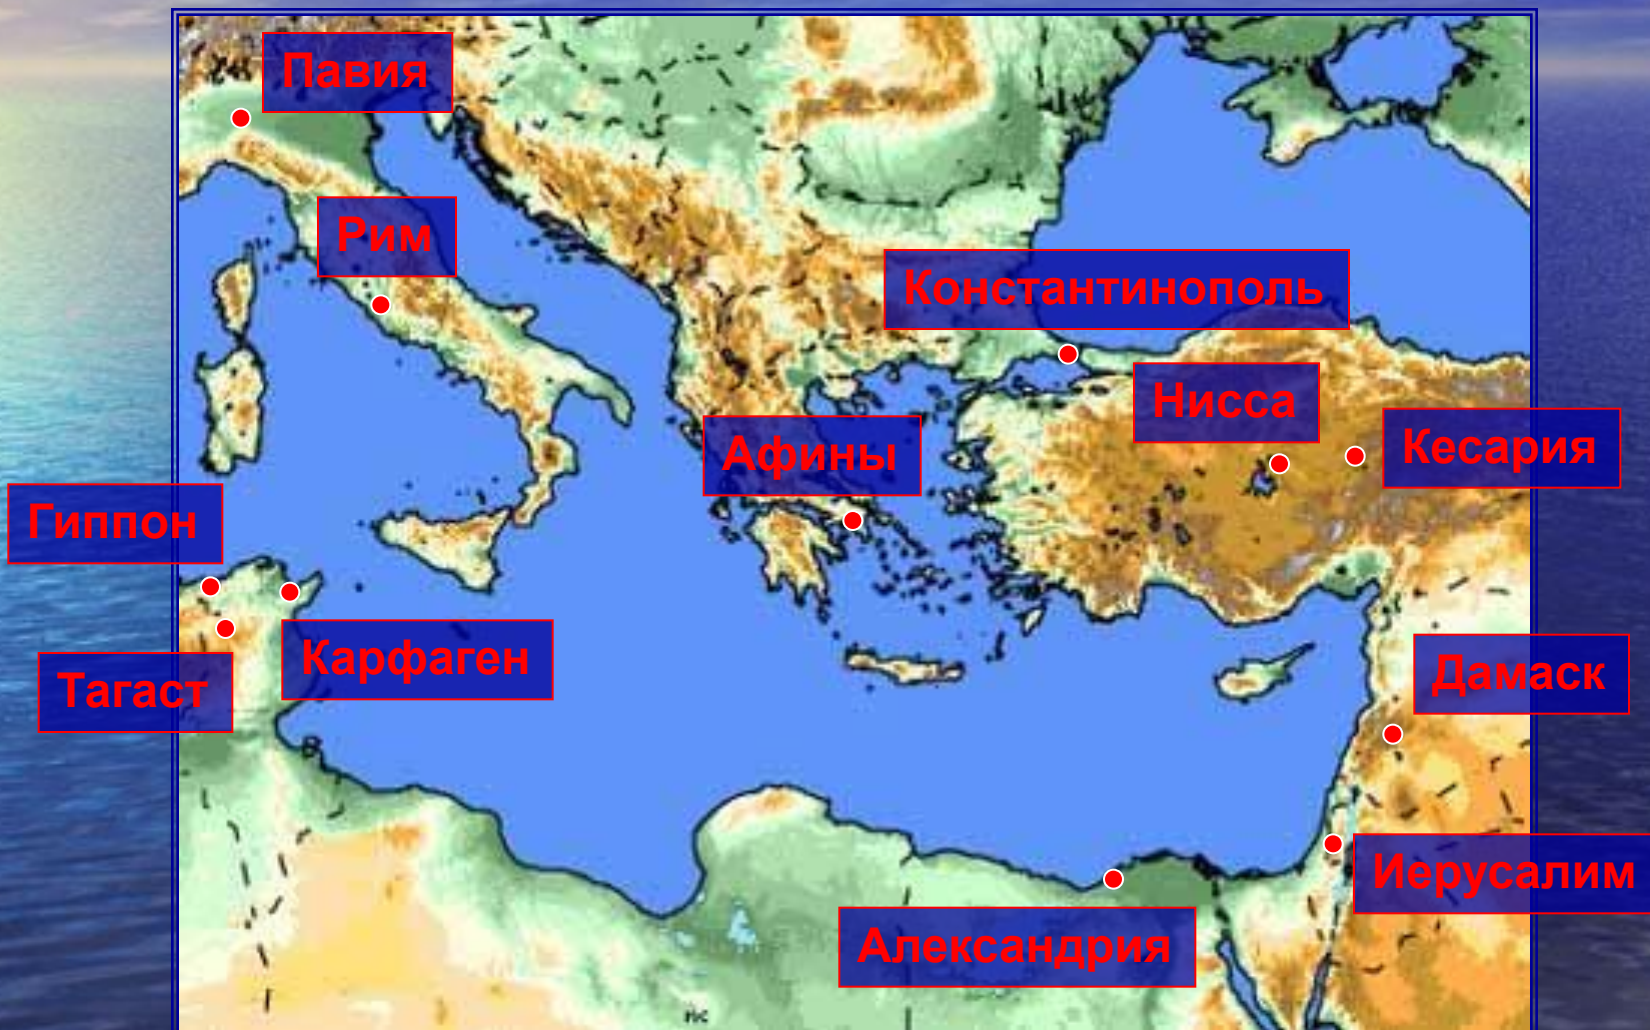 Павия
Рим
Константинополь
Нисса
Кесария
Афины
Гиппон
Карфаген
Тагаст
Дамаск
Иерусалим
Александрия